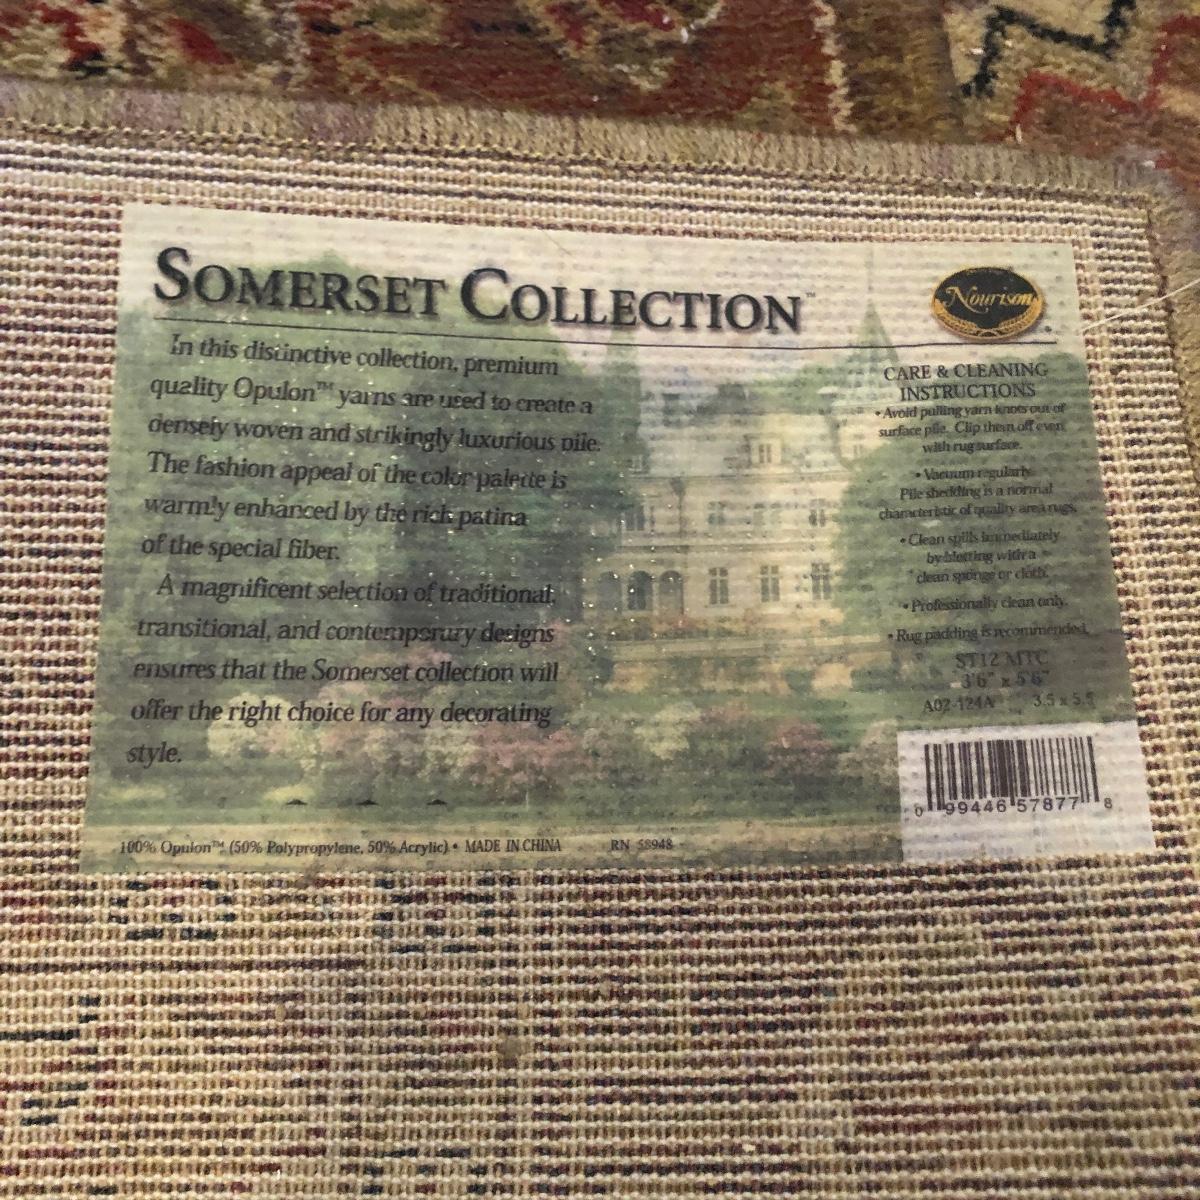 SOMERSET COLLECTION™
Nourison
In this distinctive collection, premium
quality Opulon™ yarns are used to create a
densely woven and strikingly luxurious pile.
The fashion appeal of the color palette is
warmly enhanced by the rich patina
of the special fiber.
A magnificent selection of traditional,
transitional, and contemporary designs
ensures that the Somerset collection will
offer the right choice for any decorating
style.
100% Opulon™ (50% Polypropylene, 50% Acrylic) • MADE IN CHINA RN 58948
CARE & CLEANING
INSTRUCTIONS
• Avoid pulling yarn knots out of
surface pile. Clip them off even
with rug surface.
• Vacuum regularly.
Pile shedding is a normal
characteristic of quality area rugs.
• Clean spills immediately
by blotting with a
clean sponge or cloth.
• Professionally clean only.
• Rug padding is recommended.
ST12 MTC
3'6" x 5'6"
A02-124A 3.5 x 5.5
0 99446 57877 8